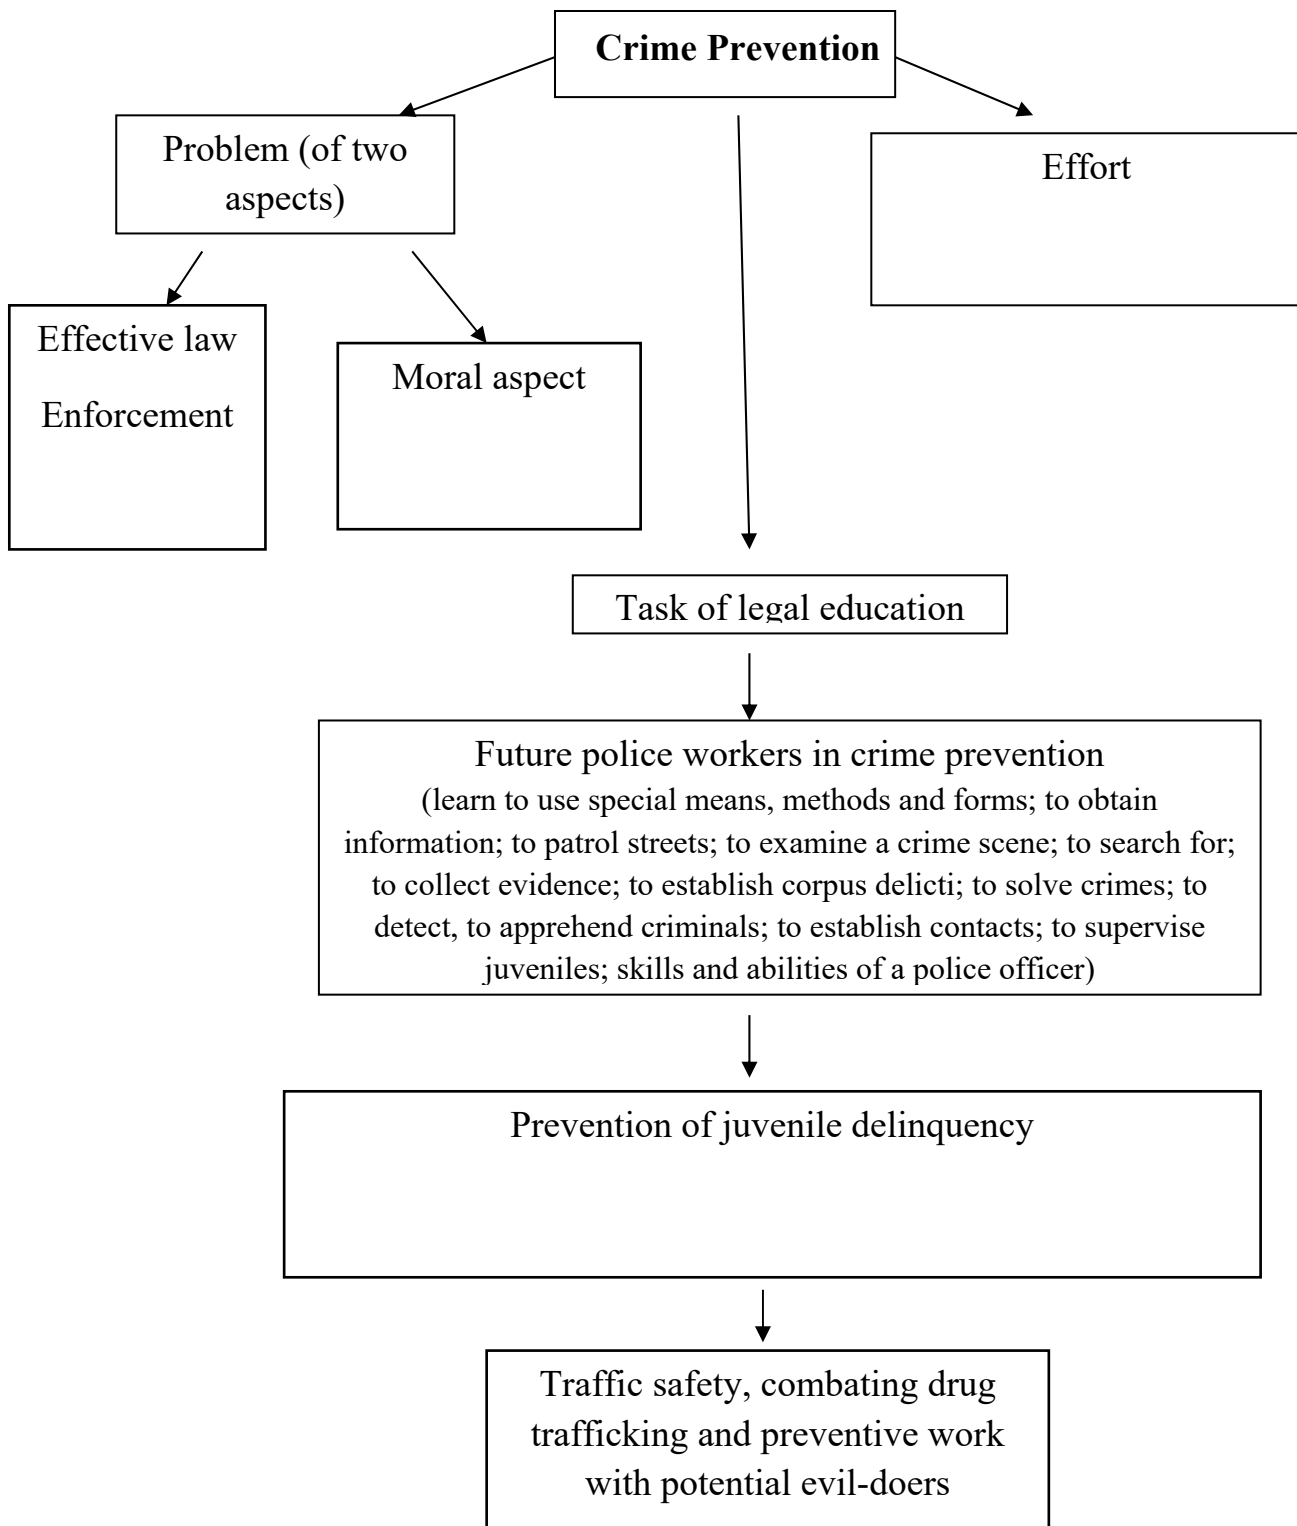 Crime Prevention
Problem (of two
aspects)
Effort
Effective law
Enforcement
Moral aspect
Task of legal education
Future police workers in crime prevention
(learn to use special means, methods and forms; to obtain
information; to patrol streets; to examine a crime scene; to search for;
to collect evidence; to establish corpus delicti; to solve crimes; to
detect, to apprehend criminals; to establish contacts; to supervise
juveniles; skills and abilities of a police officer)
Prevention of juvenile delinquency
Traffic safety, combating drug
trafficking and preventive work
with potential evil-doers